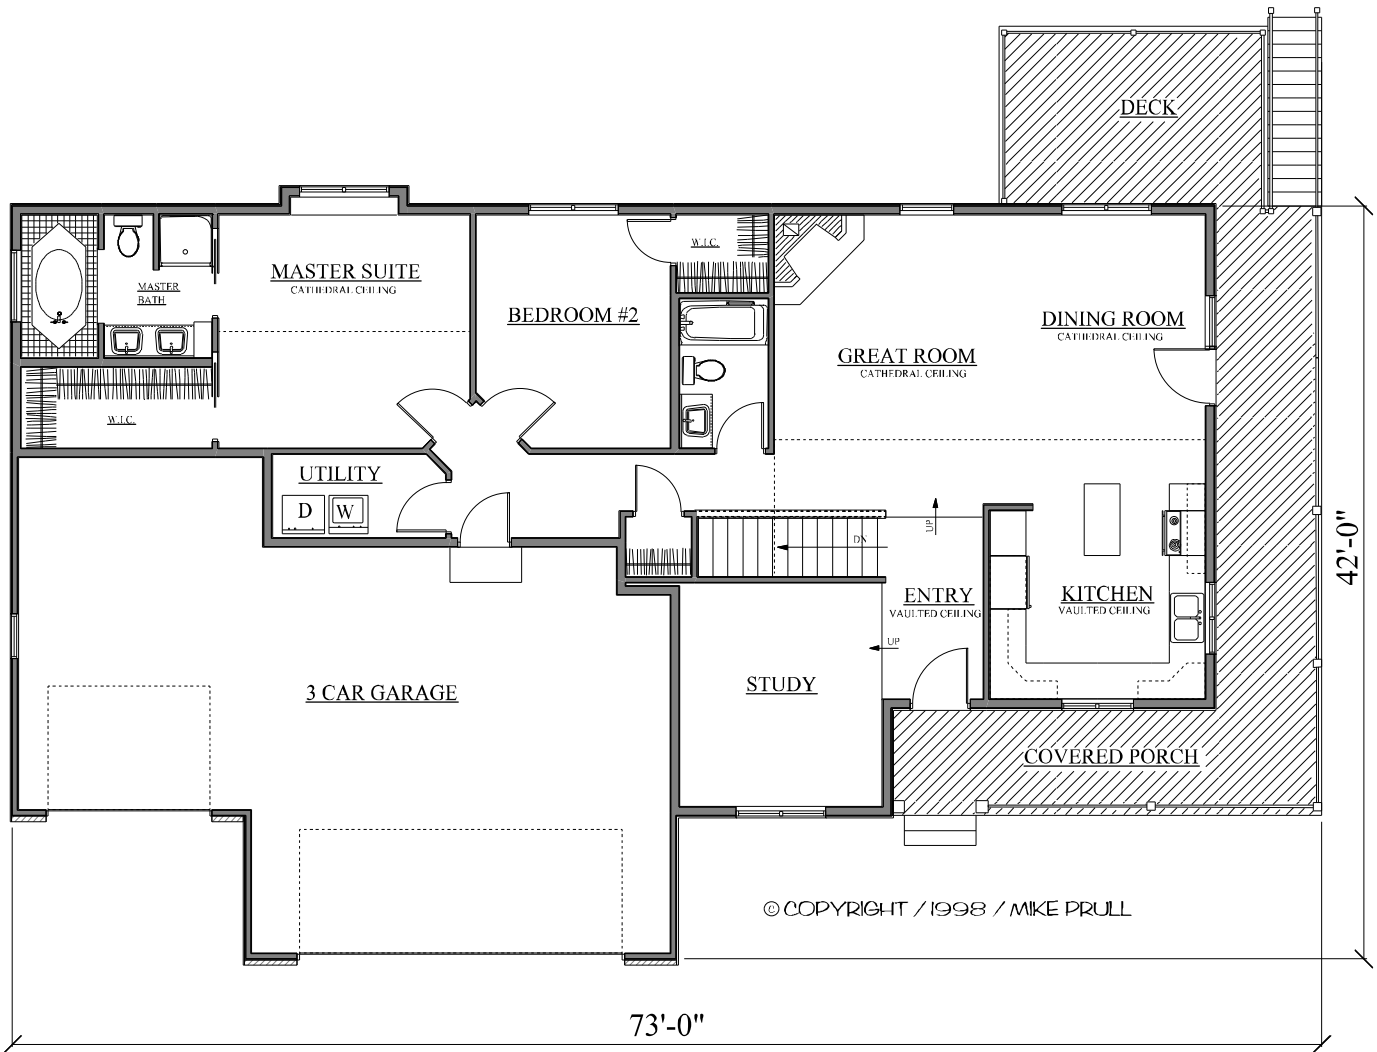 DECK
MASTER SUITE
CATHEDRAL CEILING
MASTER
BATH
W.I.C.
BEDROOM #2
W.I.C.
GREAT ROOM
CATHEDRAL CEILING
DINING ROOM
CATHEDRAL CEILING
UTILITY
D
W
DN
UP
ENTRY
VAULTED CEILING
UP
KITCHEN
VAULTED CEILING
42'-0"
3 CAR GARAGE
STUDY
COVERED PORCH
© COPYRIGHT / 1998 / MIKE PRULL
73'-0"